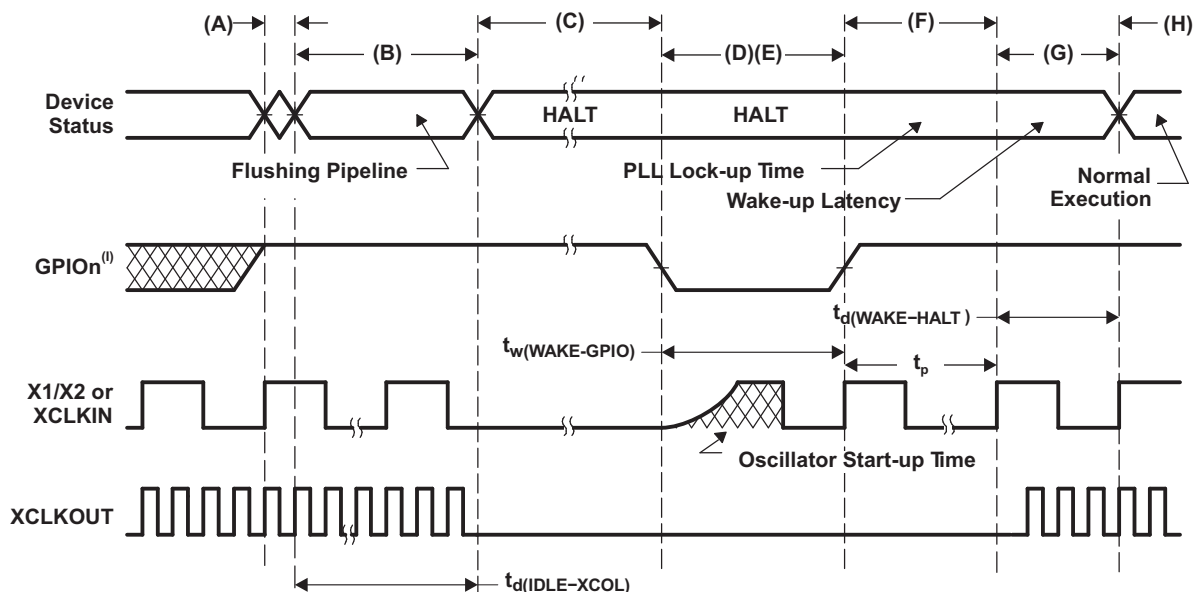 (A)
(B)
(C)
(D)(E)
(F)
(G)
(H)
Device
Status
HALT
HALT
Flushing Pipeline
PLL Lock-up Time
Wake-up Latency
Normal
Execution
GPIOn(I)
td(WAKE−HALT )
tw(WAKE-GPIO)
tp
X1/X2 or
XCLKIN
Oscillator Start-up Time
XCLKOUT
td(IDLE−XCOL)